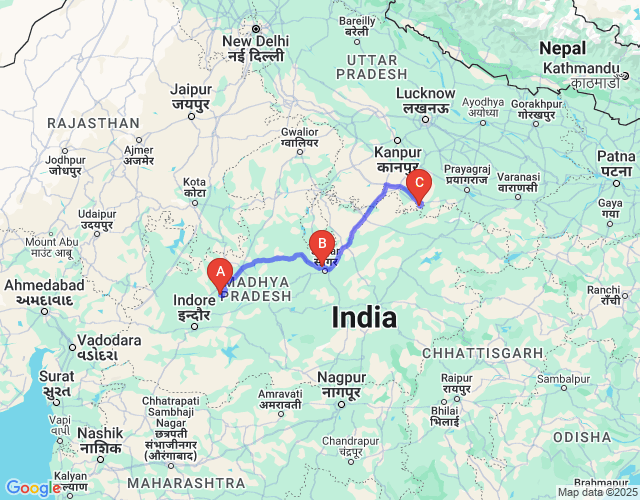 Bareilly
बरेली
New Delhi
नई दिल्ली
Nepal
UTTAR
PRADESH
Kathmandu
काठमाडौं
Jaipur
जयपुर
Lucknow
लखनऊ
Ayodhya
अयोध्या
Gorakhpur
गोरखपुर
RAJASTHAN
Gwalior
ग्वालियर
Ajmer
अजमेर
Kanpur
कानपुर
Jodhpur
जोधपुर
Prayagraj
प्रयागराज
Varanasi
वाराणसी
Patna
पटना
Kota
कोटा
C
Gaya
गया
Udaipur
उदयपुर
Mount Abu
माउंट आबू
B
सागर
A
MADHYA
PRADESH
Ahmedabad
અમદાવાદ
Indore
इन्दौर
Ranchi
राँची
India
Vadodara
વડોદરા
CHHATTISGARH
Surat
સુરત
Nagpur
नागपूर
Raipur
रायपुर
Sambalpur
Amravati
अमरावती
Chhatrapati
Sambhaji
Nagar
छत्रपती
संभाजीनगर
(औरंगाबाद)
Bhilai
भिलाई
Vapi
વાપી
Nashik
नाशिक
Chandrapur
चंद्रपूर
ODISHA
Kalyan
कल्याण
MAHARASHTRA
Brahmapur
Google
Map data ©2025